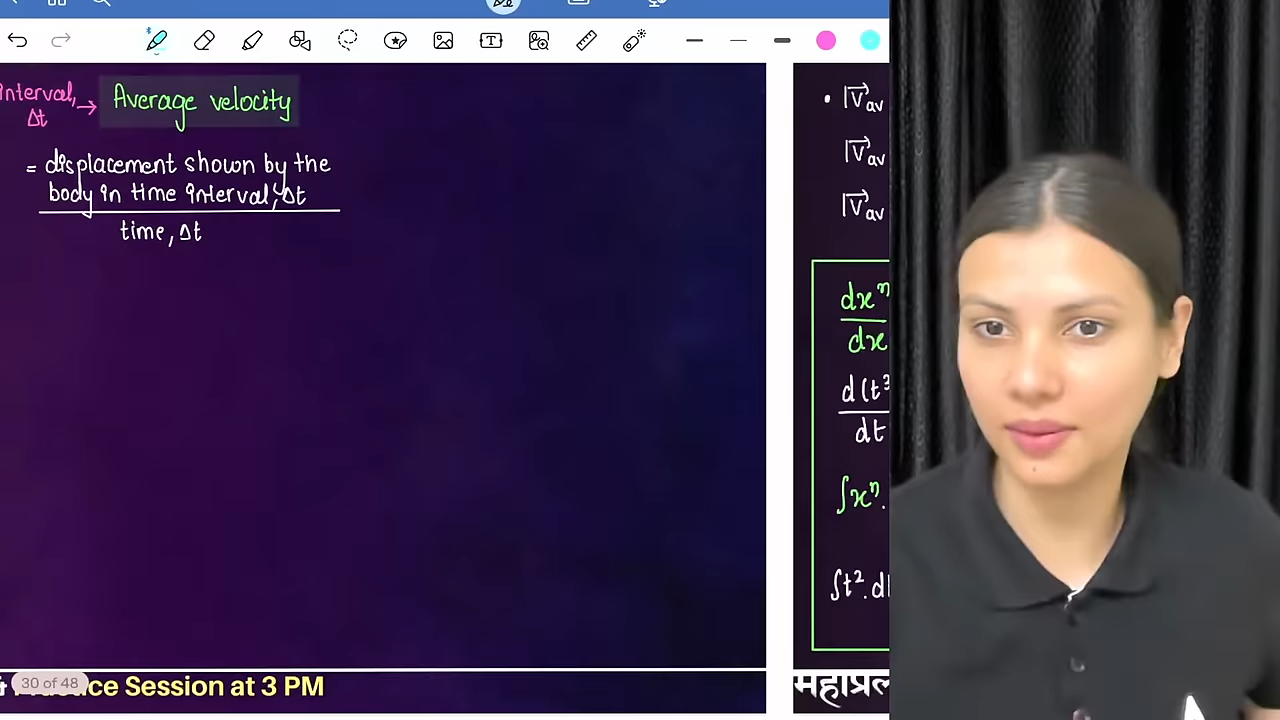 Interval,
Δt → Average velocity
= displacement shown by the
body in time interval, Δt
time, Δt
30 of 48
Session at 3 PM
• |V⃗av
|V⃗av
|V⃗av
dxⁿ
dx
d(t³
dt
∫xⁿ.
∫t².d